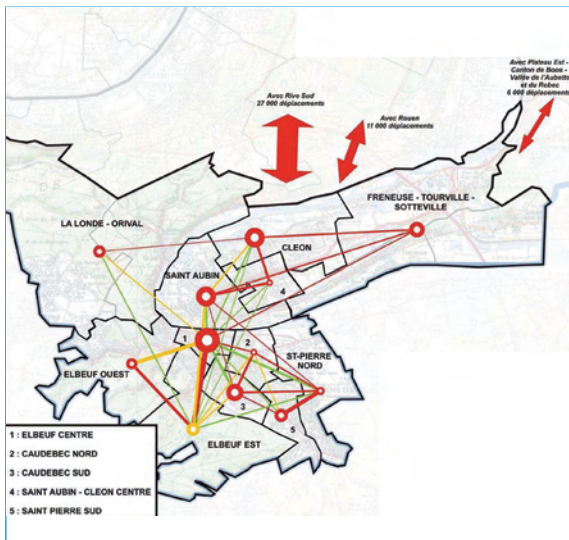 Avec Plateau Est -
Canton de Boos -
Vallée de l'Aubette
et du Robec
6 000 déplacements
Avec Rive Sud
27 000 déplacements
Avec Rouen
11 000 déplacements
FRENEUSE - TOURVILLE -
SOTTEVILLE
LA LONDE - ORIVAL
CLEON
SAINT AUBIN
4
1
2
ST-PIERRE
NORD
ELBEUF OUEST
3
5
ELBEUF EST
1 : ELBEUF CENTRE
2 : CAUDEBEC NORD
3 : CAUDEBEC SUD
4 : SAINT AUBIN - CLEON CENTRE
5 : SAINT PIERRE SUD